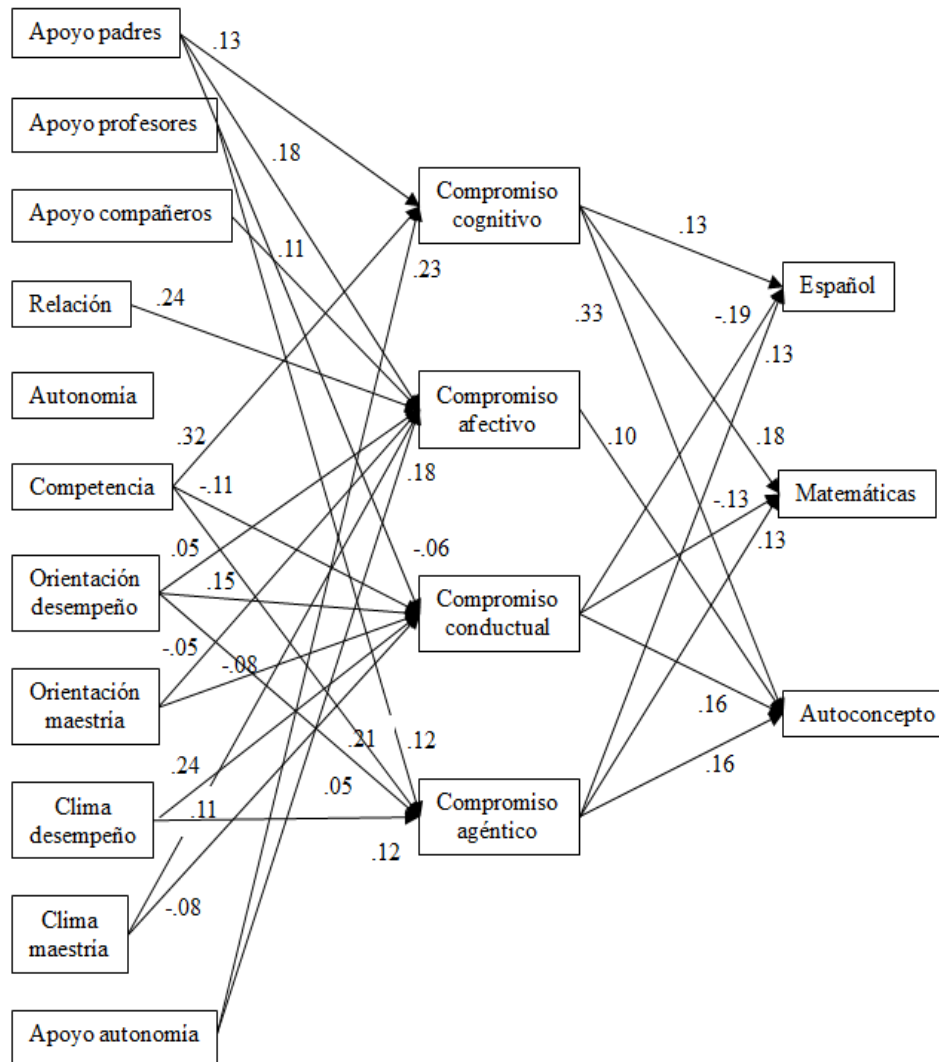 Apoyo padres
.13
Apoyo profesores
.18
Apoyo compañeros
Compromiso
cognitivo
.13
.11
.23
Español
Relación
.24
.33
-.19
.13
Autonomía
Compromiso
afectivo
.32
.10
.18
.18
Competencia
-.11
Matemáticas
-.13
.13
.05
-.06
Orientación
desempeño
.15
Compromiso
conductual
-.05
-.08
Orientación
maestría
.16
Autoconcepto
.24
.21
.12
.16
.05
Clima
desempeño
.11
Compromiso
agéntico
.12
-.08
Clima
maestría
Apoyo autonomía